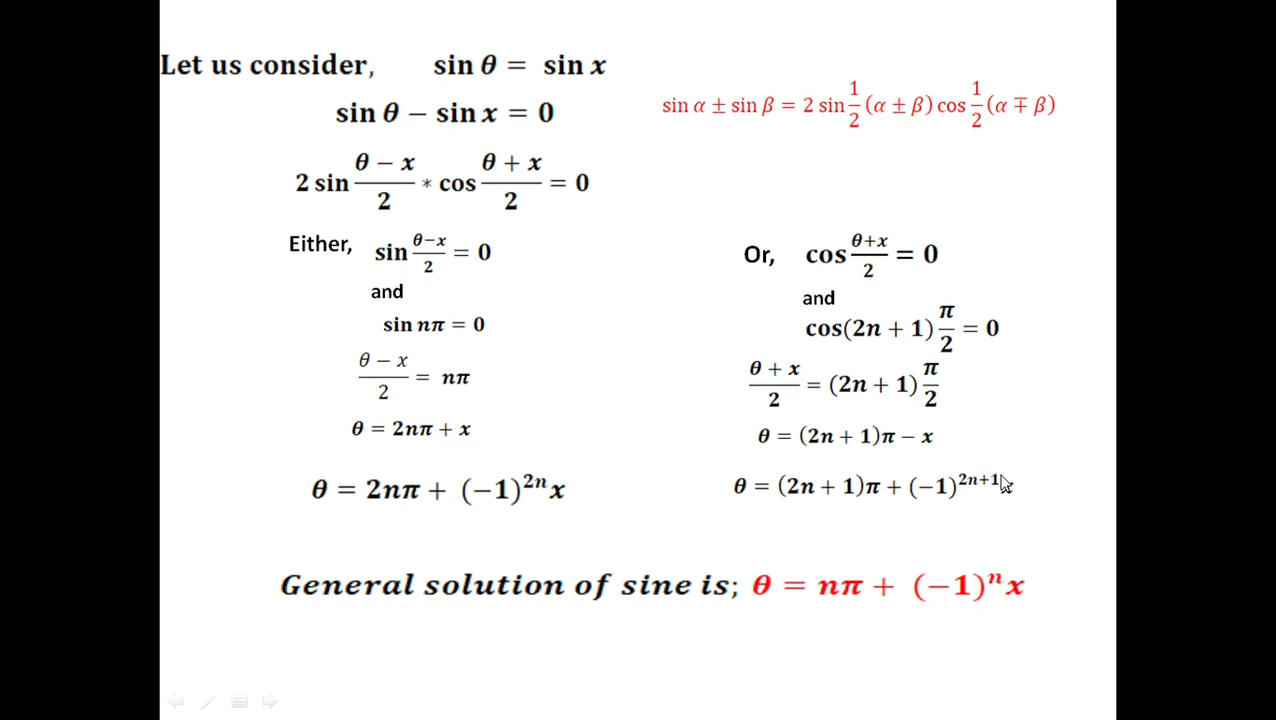 Let us consider, sin θ = sin x
sin θ − sin x = 0
sin α ± sin β = 2 sin 1/2 (α ± β) cos 1/2 (α ∓ β)
2 sin (θ − x)/2 * cos (θ + x)/2 = 0
Either, sin (θ−x)/2 = 0
and
sin nπ = 0
(θ − x)/2 = nπ
θ = 2nπ + x
θ = 2nπ + (−1)^2n x
Or, cos (θ+x)/2 = 0
and
cos(2n + 1) π/2 = 0
(θ + x)/2 = (2n + 1) π/2
θ = (2n + 1)π − x
θ = (2n + 1)π + (−1)^2n+1
General solution of sine is; θ = nπ + (−1)^n x